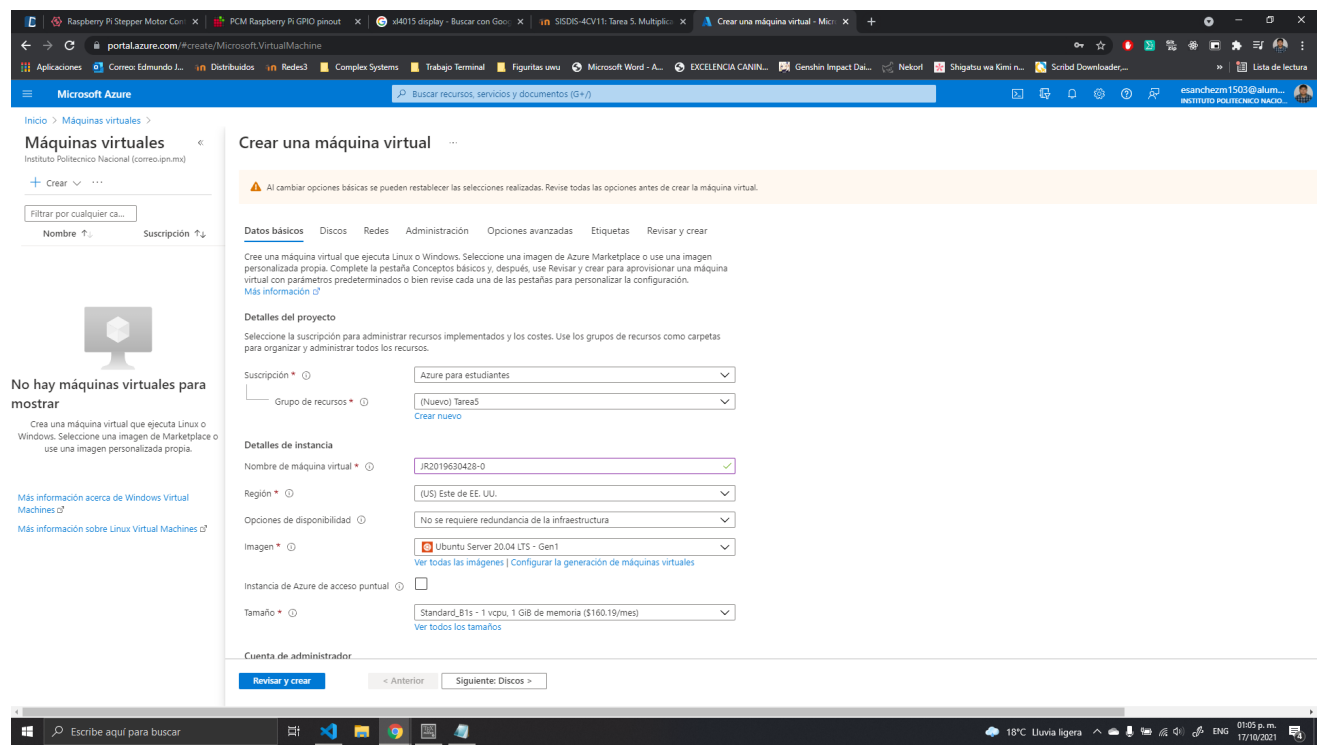 Raspberry Pi Stepper Motor Cont
PCM Raspberry Pi GPIO pinout
xl4015 display - Buscar con Goog
SISDIS-4CV11: Tarea 5. Multiplica
Crear una máquina virtual - Micr
portal.azure.com/#create/Microsoft.VirtualMachine
Aplicaciones
Correo: Edmundo J...
Distribuidos
Redes3
Complex Systems
Trabajo Terminal
Figuritas uwu
Microsoft Word - A...
EXCELENCIA CANIN...
Genshin Impact Dai...
Nekorl
Shigatsu wa Kimi n...
Scribd Downloader,...
»
Lista de lectura
Microsoft Azure
Buscar recursos, servicios y documentos (G+/)
esanchezm1503@alum...
INSTITUTO POLITECNICO NACIO...
Inicio > Máquinas virtuales >
Máquinas virtuales «
Instituto Politecnico Nacional (correo.ipn.mx)
+ Crear ···
Filtrar por cualquier ca...
Nombre ↑↓ Suscripción ↑↓
No hay máquinas virtuales para
mostrar
Crea una máquina virtual que ejecuta Linux o
Windows. Seleccione una imagen de Marketplace o
use una imagen personalizada propia.
Más información acerca de Windows Virtual
Machines
Más información sobre Linux Virtual Machines
Crear una máquina virtual ···
Al cambiar opciones básicas se pueden restablecer las selecciones realizadas. Revise todas las opciones antes de crear la máquina virtual.
Datos básicos Discos Redes Administración Opciones avanzadas Etiquetas Revisar y crear
Cree una máquina virtual que ejecuta Linux o Windows. Seleccione una imagen de Azure Marketplace o use una imagen
personalizada propia. Complete la pestaña Conceptos básicos y, después, use Revisar y crear para aprovisionar una máquina
virtual con parámetros predeterminados o bien revise cada una de las pestañas para personalizar la configuración.
Más información
Detalles del proyecto
Seleccione la suscripción para administrar recursos implementados y los costes. Use los grupos de recursos como carpetas
para organizar y administrar todos los recursos.
Suscripción * Azure para estudiantes
Grupo de recursos * (Nuevo) Tarea5
Crear nuevo
Detalles de instancia
Nombre de máquina virtual * JR2019630428-0
Región * (US) Este de EE. UU.
Opciones de disponibilidad No se requiere redundancia de la infraestructura
Imagen * Ubuntu Server 20.04 LTS - Gen1
Ver todas las imágenes | Configurar la generación de máquinas virtuales
Instancia de Azure de acceso puntual
Tamaño * Standard_B1s - 1 vcpu, 1 GiB de memoria ($160.19/mes)
Ver todos los tamaños
Cuenta de administrador
Revisar y crear < Anterior Siguiente: Discos >
Escribe aquí para buscar
18°C Lluvia ligera
ENG
01:05 p. m.
17/10/2021
4